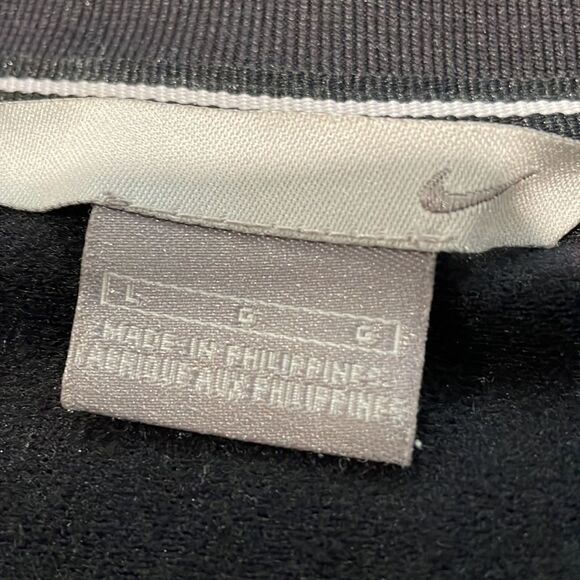 L G G
MADE IN PHILIPPINES
FABRIQUE AUX PHILIPPINES